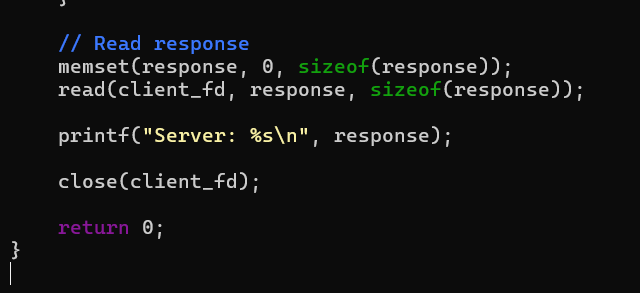 }
// Read response
memset(response, 0, sizeof(response));
read(client_fd, response, sizeof(response));
printf("Server: %s\n", response);
close(client_fd);
return 0;
}